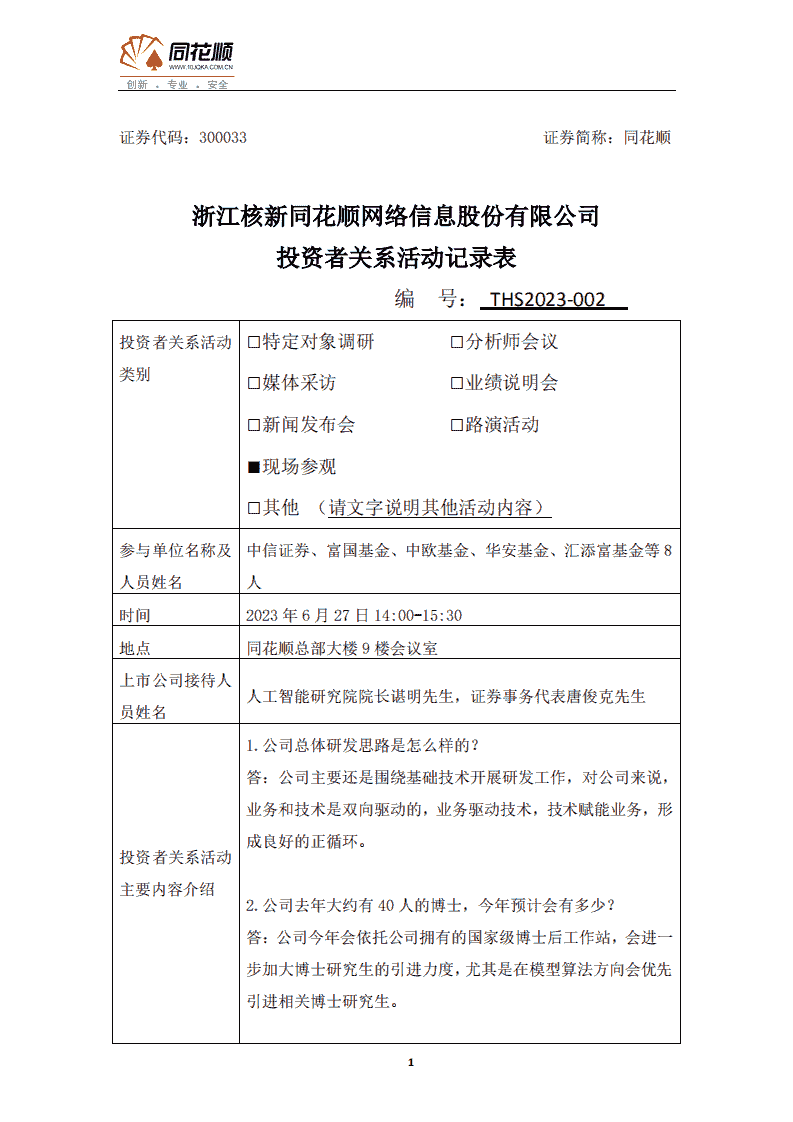 同花顺
WWW.10JQKA.COM.CN
创新 . 专业 . 安全
证券代码：300033 证券简称：同花顺
浙江核新同花顺网络信息股份有限公司
投资者关系活动记录表
编 号： THS2023-002
投资者关系活动
类别
□特定对象调研 □分析师会议
□媒体采访 □业绩说明会
□新闻发布会 □路演活动
■现场参观
□其他 （请文字说明其他活动内容）
参与单位名称及
人员姓名
中信证券、富国基金、中欧基金、华安基金、汇添富基金等 8
人
时间
2023 年 6 月 27 日 14:00-15:30
地点
同花顺总部大楼 9 楼会议室
上市公司接待人
员姓名
人工智能研究院院长谌明先生，证券事务代表唐俊克先生
投资者关系活动
主要内容介绍
1.公司总体研发思路是怎么样的？
答：公司主要还是围绕基础技术开展研发工作，对公司来说，
业务和技术是双向驱动的，业务驱动技术，技术赋能业务，形
成良好的正循环。
2.公司去年大约有 40 人的博士，今年预计会有多少？
答：公司今年会依托公司拥有的国家级博士后工作站，会进一
步加大博士研究生的引进力度，尤其是在模型算法方向会优先
引进相关博士研究生。
1